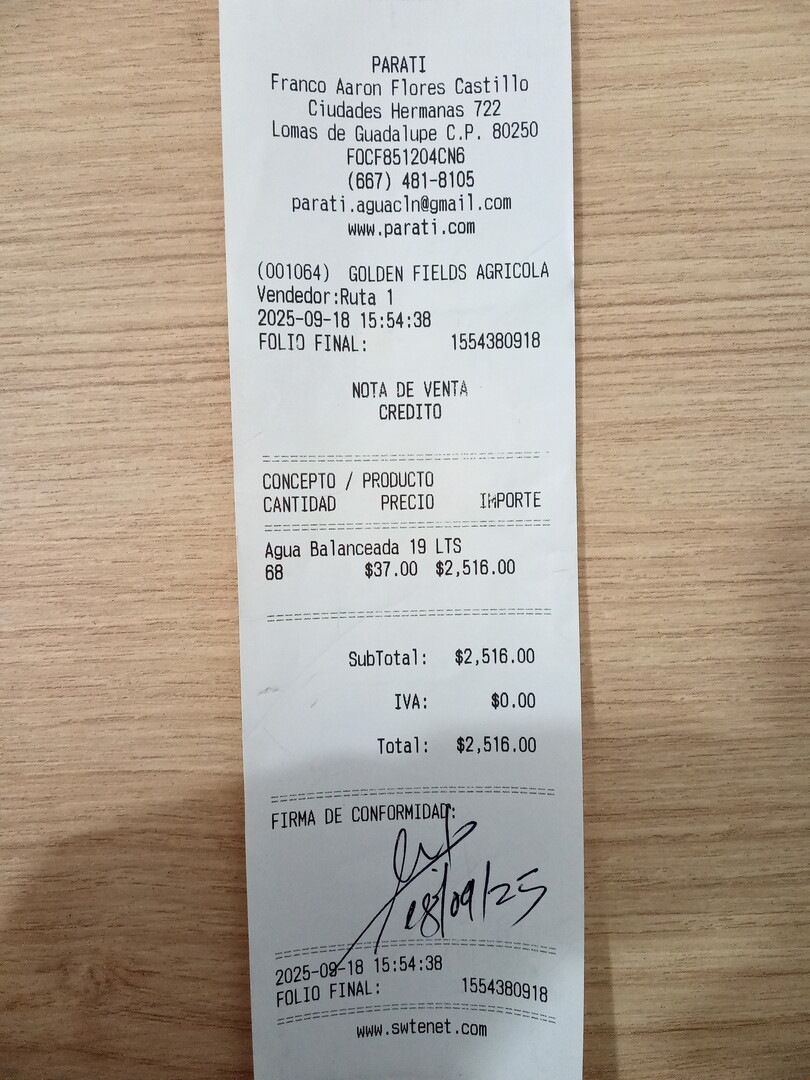 PARATI
Franco Aaron Flores Castillo
Ciudades Hermanas 722
Lomas de Guadalupe C.P. 80250
FOCF851204CN6
(667) 481-8105
parati.aguacln@gmail.com
www.parati.com
(001064) GOLDEN FIELDS AGRICOLA
Vendedor:Ruta 1
2025-09-18 15:54:38
FOLIO FINAL: 1554380918
NOTA DE VENTA
CREDITO
CONCEPTO / PRODUCTO
CANTIDAD PRECIO IMPORTE
Agua Balanceada 19 LTS
68 $37.00 $2,516.00
SubTotal: $2,516.00
IVA: $0.00
Total: $2,516.00
FIRMA DE CONFORMIDAD:
18/09/25
2025-09-18 15:54:38
FOLIO FINAL: 1554380918
www.swtenet.com